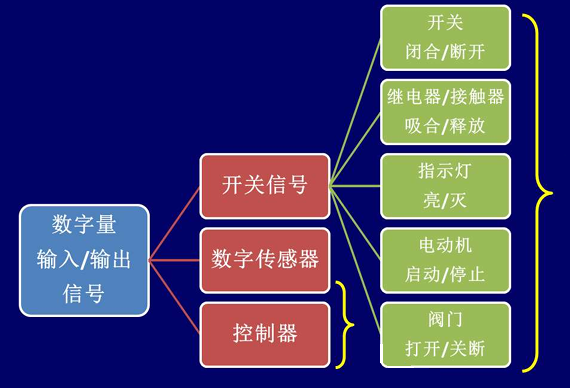 数字量
输入/输出
信号
开关信号
数字传感器
控制器
开关
闭合/断开
继电器/接触器
吸合/释放
指示灯
亮/灭
电动机
启动/停止
阀门
打开/关断